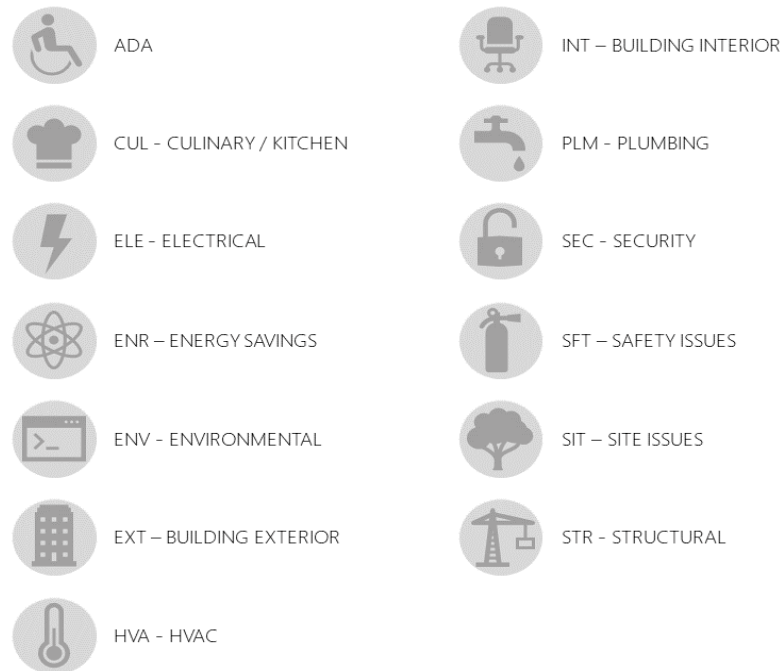 ADA
CUL - CULINARY / KITCHEN
ELE - ELECTRICAL
ENR – ENERGY SAVINGS
ENV - ENVIRONMENTAL
EXT – BUILDING EXTERIOR
HVA - HVAC
INT – BUILDING INTERIOR
PLM - PLUMBING
SEC - SECURITY
SFT – SAFETY ISSUES
SIT – SITE ISSUES
STR - STRUCTURAL